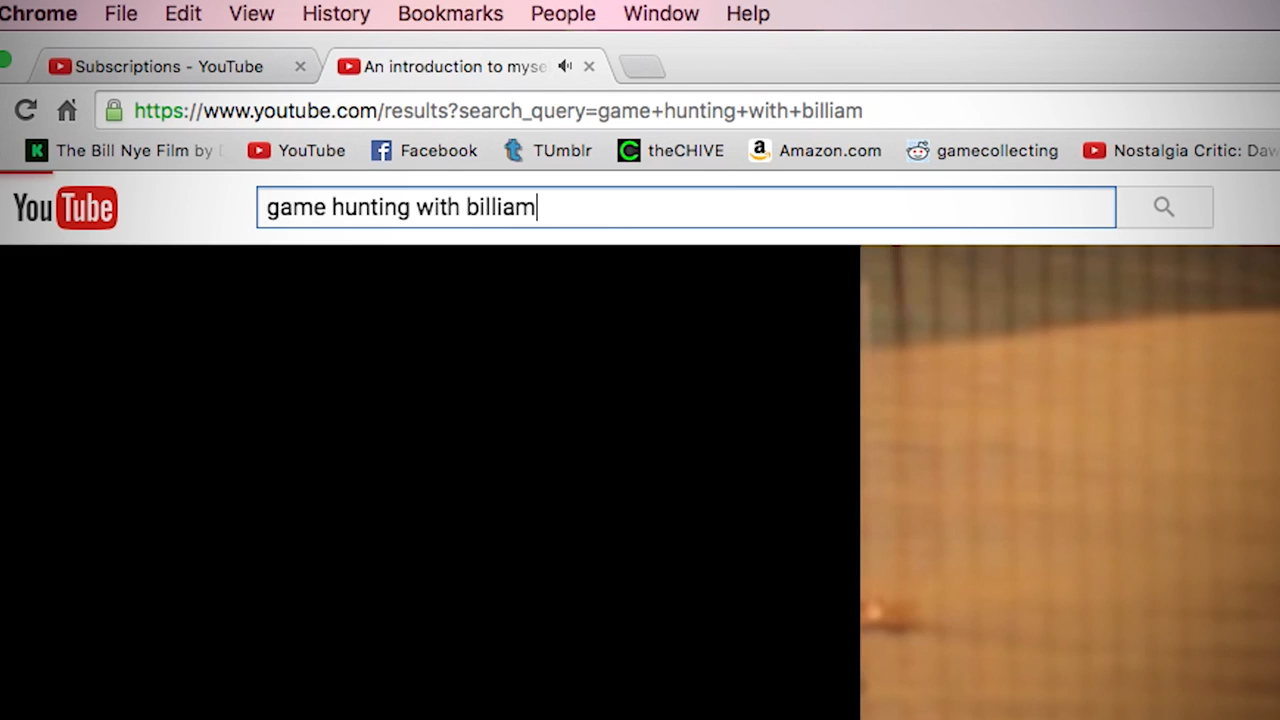 Chrome File Edit View History Bookmarks People Window Help
Subscriptions - YouTube An introduction to myse
https://www.youtube.com/results?search_query=game+hunting+with+billiam
K The Bill Nye Film by YouTube Facebook TUmblr theCHIVE Amazon.com gamecollecting Nostalgia Critic: Daw
YouTube game hunting with billiam